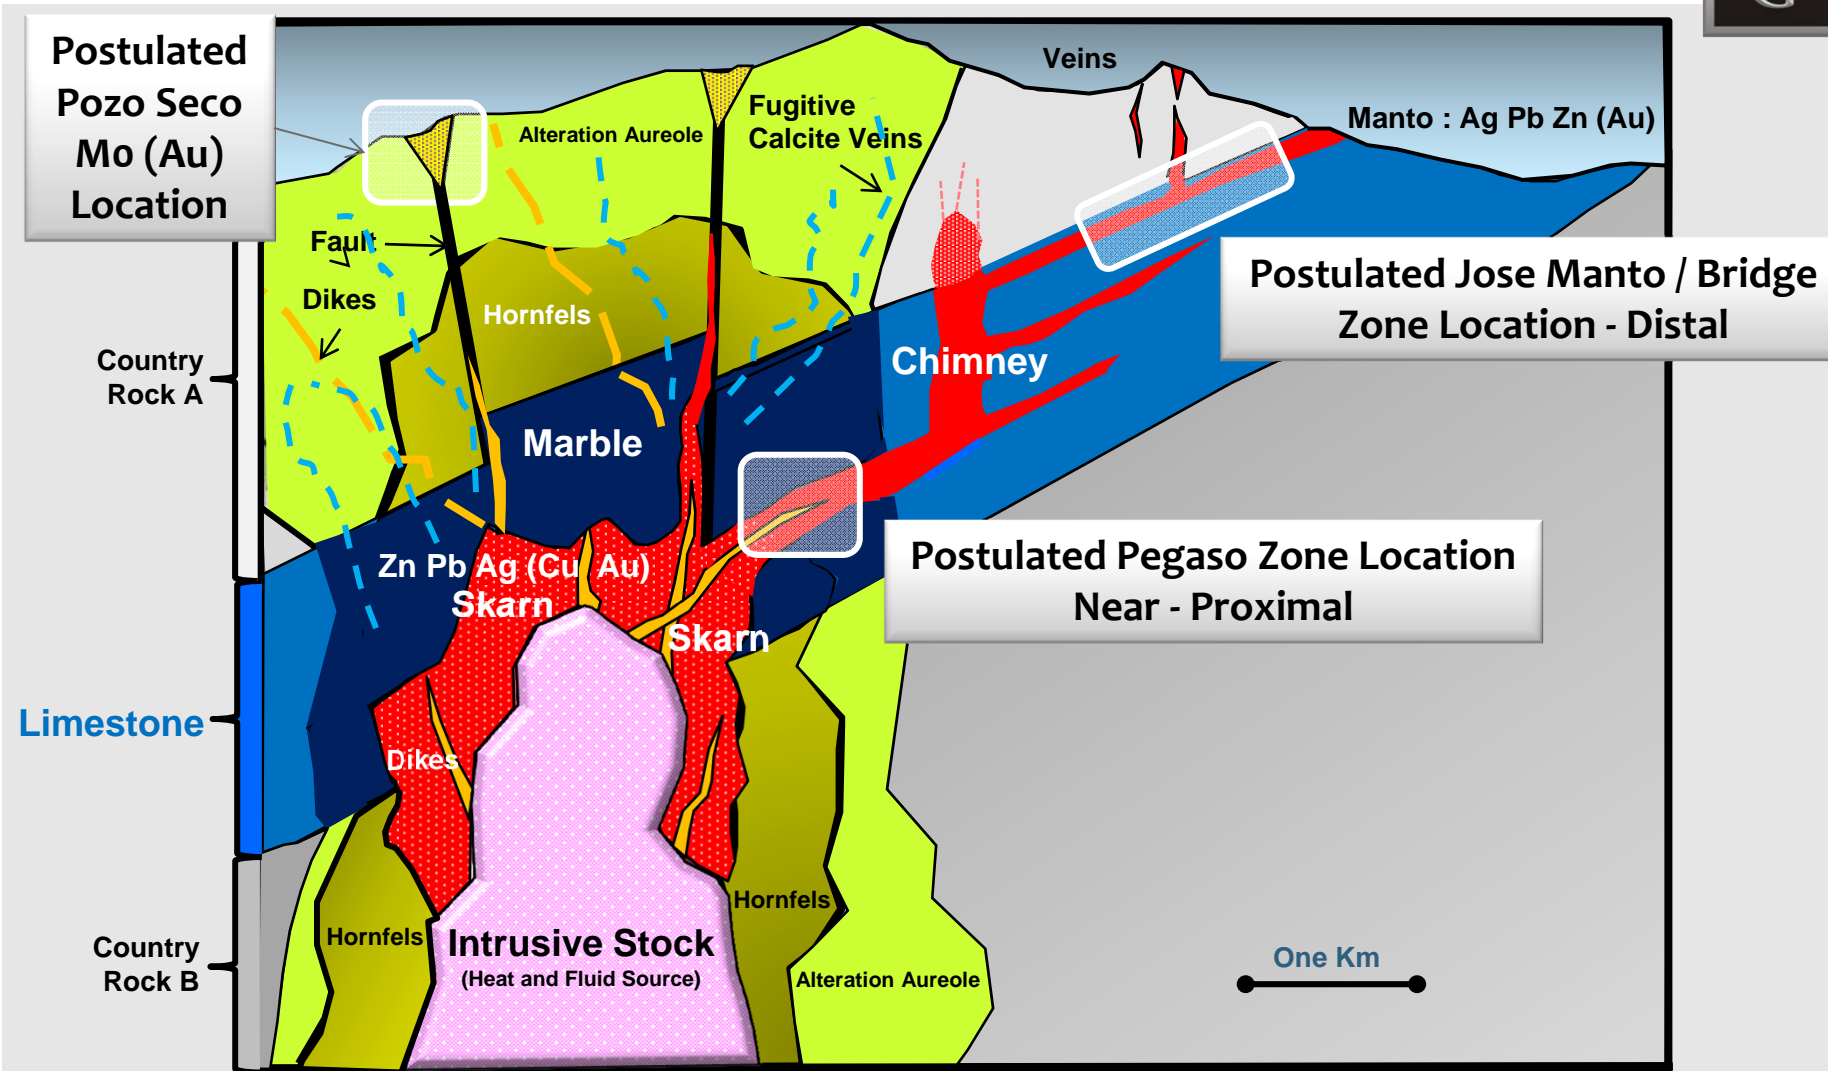 Postulated
Pozo Seco
Mo (Au)
Location
Veins
Manto : Ag Pb Zn (Au)
Fugitive
Calcite Veins
Alteration Aureole
Fault
Dikes
Hornfels
Country
Rock A
Chimney
Postulated Jose Manto / Bridge
Zone Location - Distal
Marble
Zn Pb Ag (Cu Au)
Skarn
Skarn
Postulated Pegaso Zone Location
Near - Proximal
Limestone
Dikes
Hornfels
Hornfels
Country
Rock B
Intrusive Stock
(Heat and Fluid Source)
Alteration Aureole
One Km